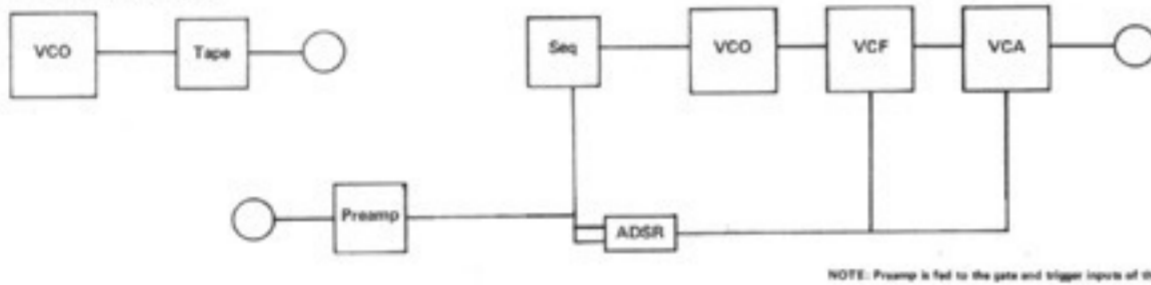 VCO
Tape
Seq
VCO
VCF
VCA
Preamp
ADSR
NOTE: Preamp is fed to the gate and trigger inputs of th